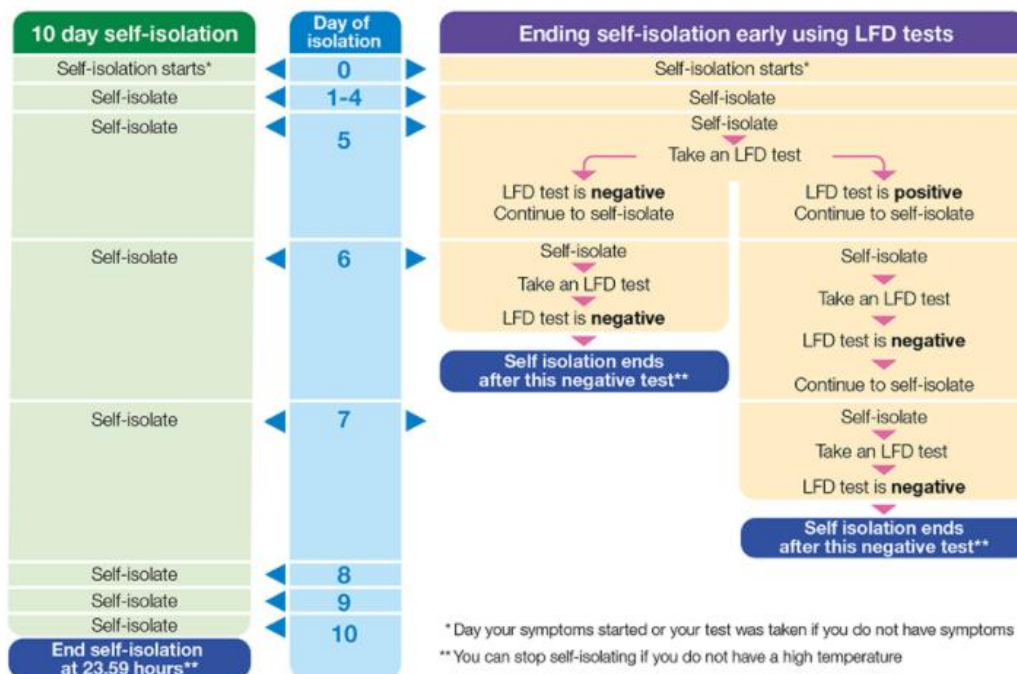 10 day self-isolation
Day of
isolation
Ending self-isolation early using LFD tests
Self-isolation starts*
0
Self-isolation starts*
Self-isolate
1-4
Self-isolate
Self-isolate
5
Self-isolate
Take an LFD test
LFD test is negative
Continue to self-isolate
LFD test is positive
Continue to self-isolate
Self-isolate
6
Self-isolate
Take an LFD test
LFD test is negative
Self isolation ends
after this negative test**
Self-isolate
Take an LFD test
LFD test is negative
Continue to self-isolate
Self-isolate
7
Self-isolate
Take an LFD test
LFD test is negative
Self isolation ends
after this negative test**
Self-isolate
8
Self-isolate
9
Self-isolate
10
End self-isolation
at 23.59 hours**
* Day your symptoms started or your test was taken if you do not have symptoms
** You can stop self-isolating if you do not have a high temperature